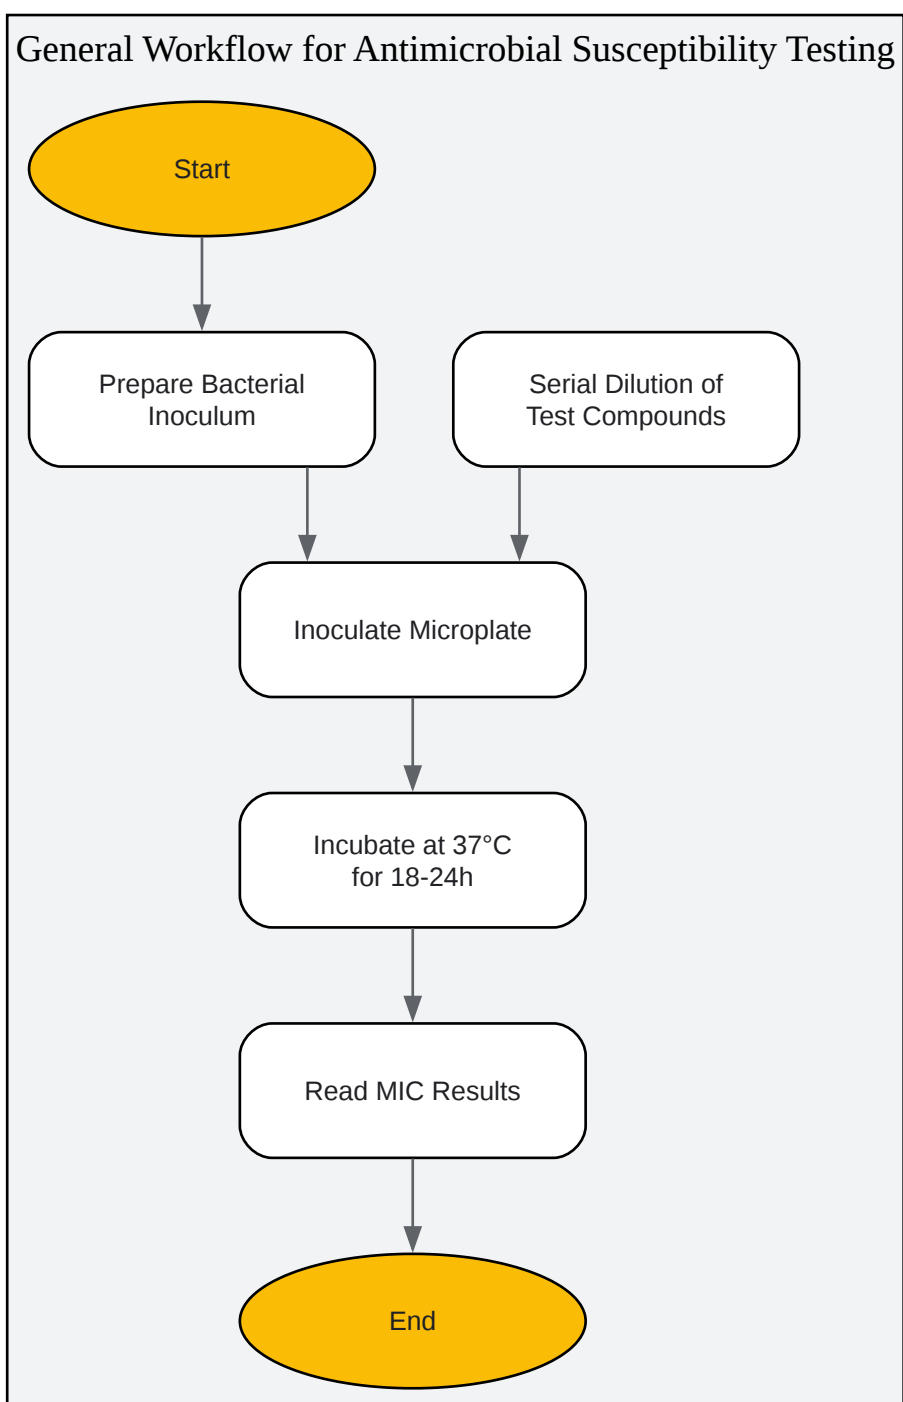 General Workflow for Antimicrobial Susceptibility Testing
Start
Prepare Bacterial
Inoculum
Serial Dilution of
Test Compounds
Inoculate Microplate
Incubate at 37°C
for 18-24h
Read MIC Results
End